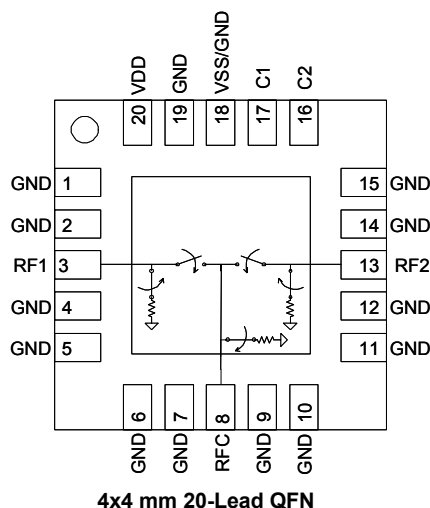 VDD
GND
VSS/GND
C1
C2
20
19
18
17
16
GND 1
15 GND
GND 2
14 GND
RF1 3
13 RF2
GND 4
12 GND
GND 5
11 GND
6
7
8
9
10
GND
GND
RFC
GND
GND
4x4 mm 20-Lead QFN